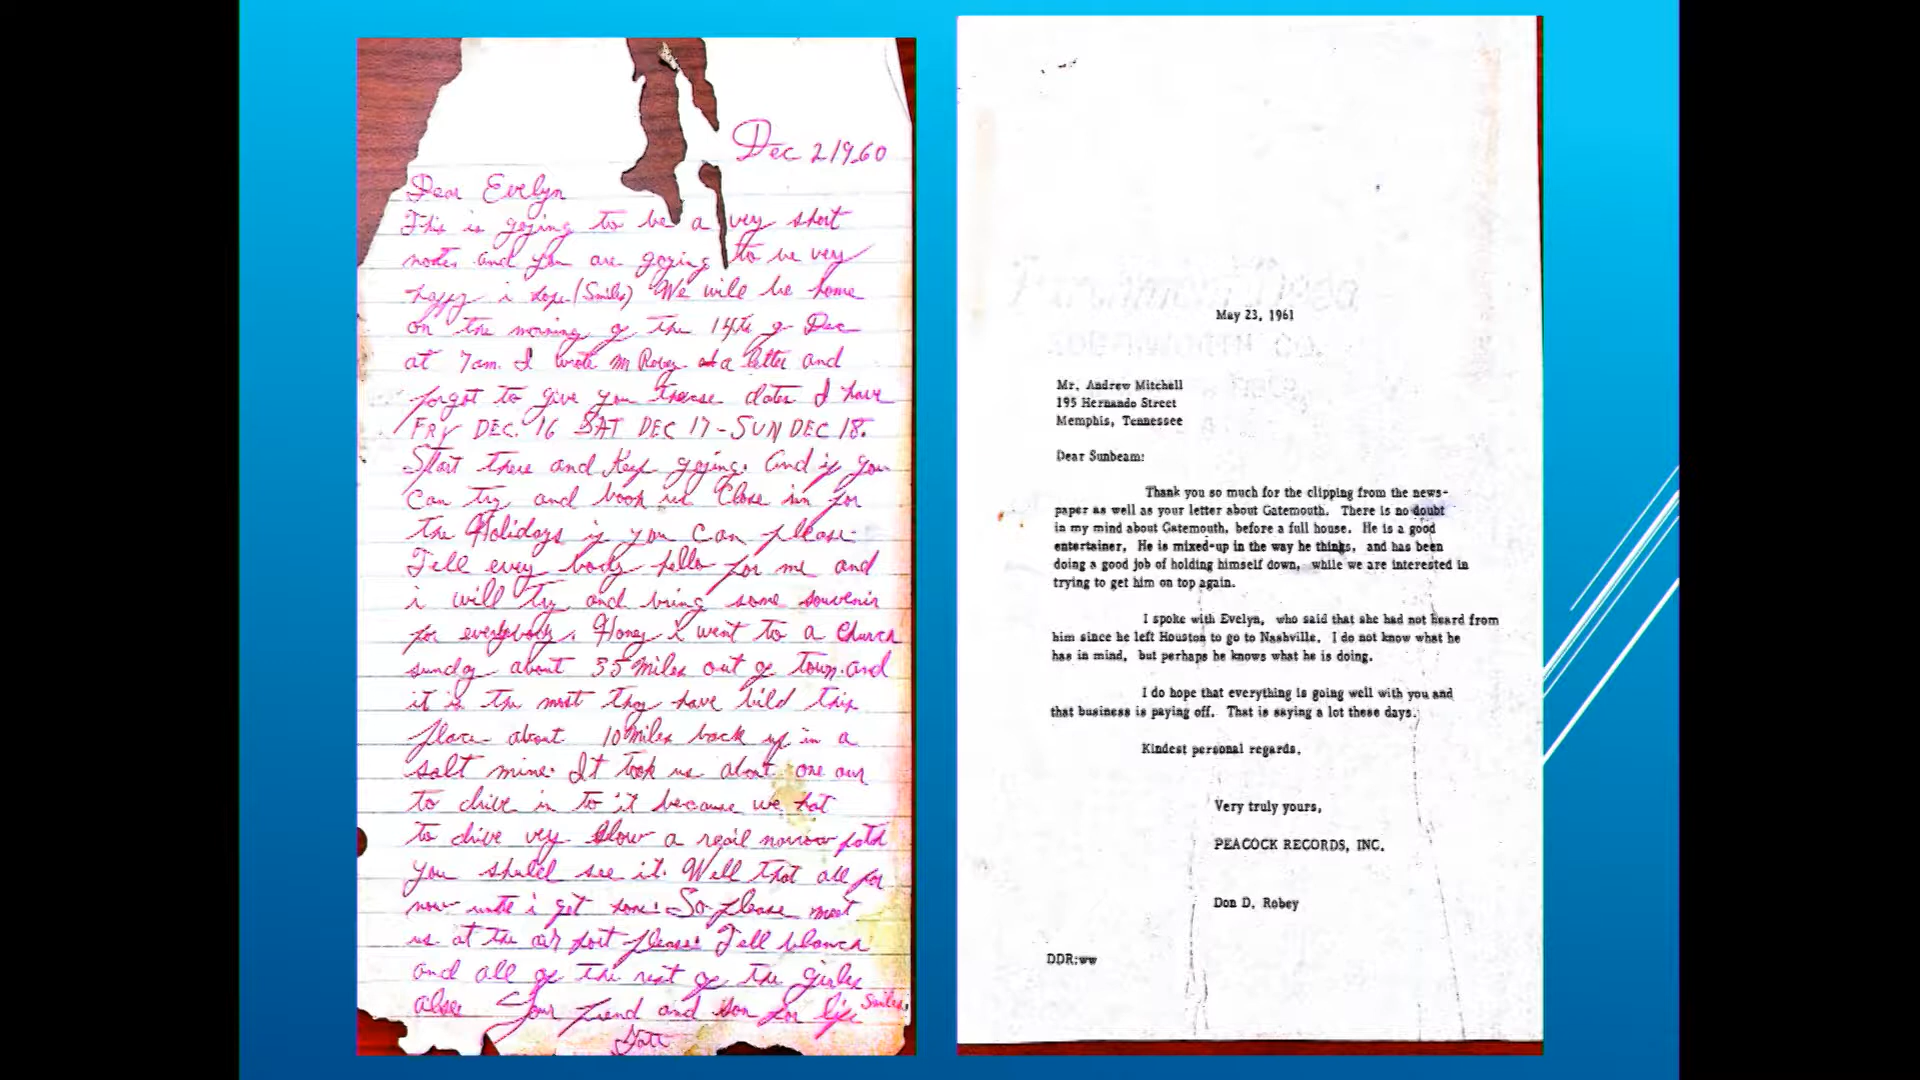 Dec 2 1960
Dear Evelyn
This is gojing to be a very short
note. and you are gojing to be very
happy i hope (Smiles) We will be home
on the morning of the 14th of Dec
at 7am. I wrote Mr Robey a letter and
forgot to give you these dates I have
FRY DEC. 16 SAT DEC 17 - SUN DEC 18.
Start there and Keep gojing. And if you
can try and book us Close in for
the Holidays if you can please.
Tell every body hello for me and
i will try and bring some souvenir
for everybody. Honey i went to a Church
sunday about 35 miles out of town. and
it is the most they have bild this
place about 10 miles back up in a
salt mine. It took us about one our
to drive in to it because we hat
to drive very slow a reail narrow path
you should see it. Well that all for
now until i get home. So please meet
us at the air port please. Tell
and all of the rest of the girls
also. Your friend and son for life Smiles.
Gate
May 23, 1961
Mr. Andrew Mitchell
195 Hernando Street
Memphis, Tennessee
Dear Sunbeam:
Thank you so much for the clipping from the news-
paper as well as your letter about Gatemouth. There is no doubt
in my mind about Gatemouth, before a full house. He is a good
entertainer, He is mixed-up in the way he thinks, and has been
doing a good job of holding himself down, while we are interested in
trying to get him on top again.
I spoke with Evelyn, who said that she had not heard from
him since he left Houston to go to Nashville. I do not know what he
has in mind, but perhaps he knows what he is doing.
I do hope that everything is going well with you and
that business is paying off. That is saying a lot these days.
Kindest personal regards.
Very truly yours,
PEACOCK RECORDS, INC.
Don D. Robey
DDR:ww